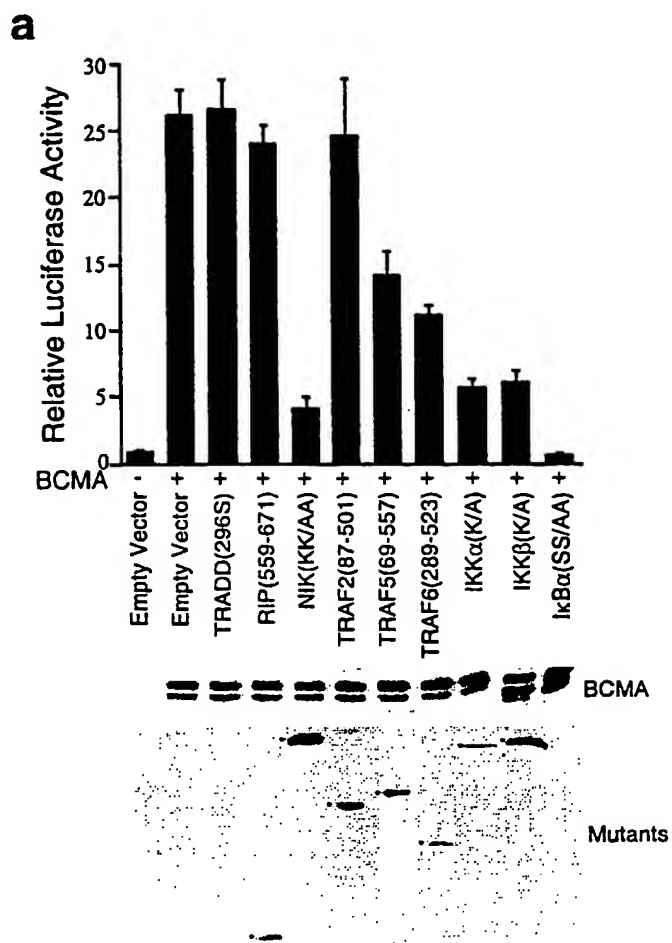 a
Relative Luciferase Activity
30
25
20
15
10
5
0
BCMA - + + + + + + + + + +
Empty Vector
Empty Vector
TRADD(296S)
RIP(559-671)
NIK(KK/AA)
TRAF2(87-501)
TRAF5(69-557)
TRAF6(289-523)
IKKα(K/A)
IKKβ(K/A)
IκBα(SS/AA)
BCMA
Mutants